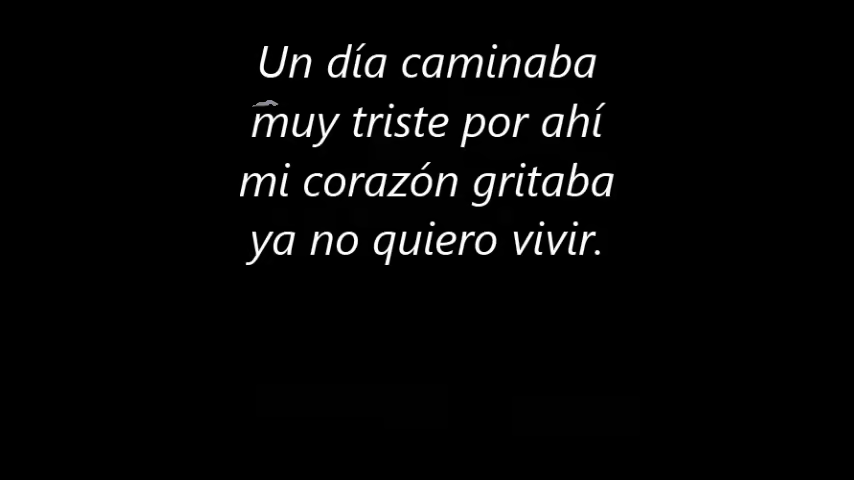 Un día caminaba
muy triste por ahí
mi corazón gritaba
ya no quiero vivir.